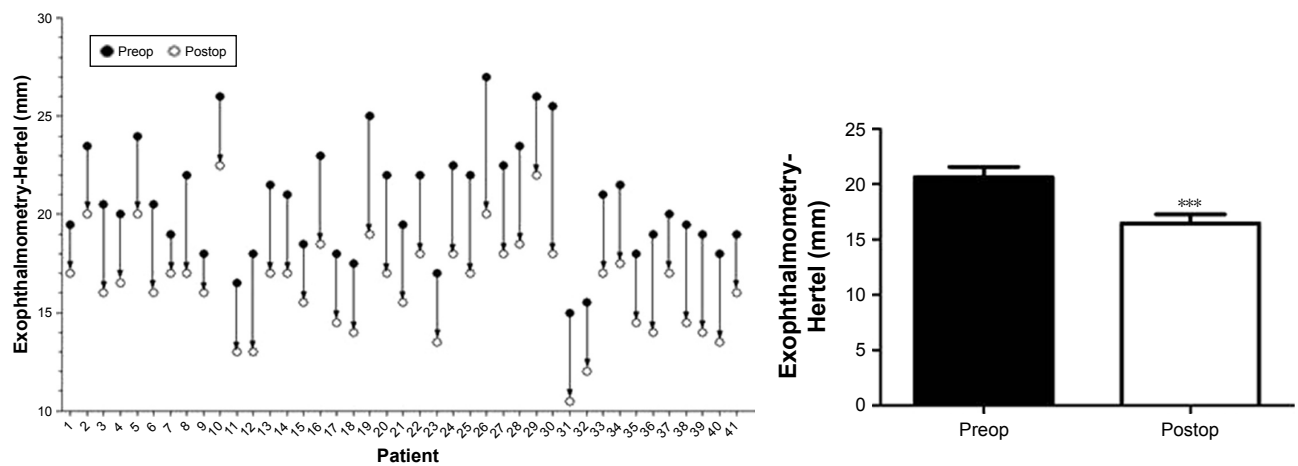 30
25
20
15
10
Exophthalmometry-Hertel (mm)
Preop Postop
1 2 3 4 5 6 7 8 9 10 11 12 13 14 15 16 17 18 19 20 21 22 23 24 25 26 27 28 29 30 31 32 33 34 35 36 37 38 39 40 41
Patient
25
20
15
10
5
0
Exophthalmometry-
Hertel (mm)
***
Preop Postop